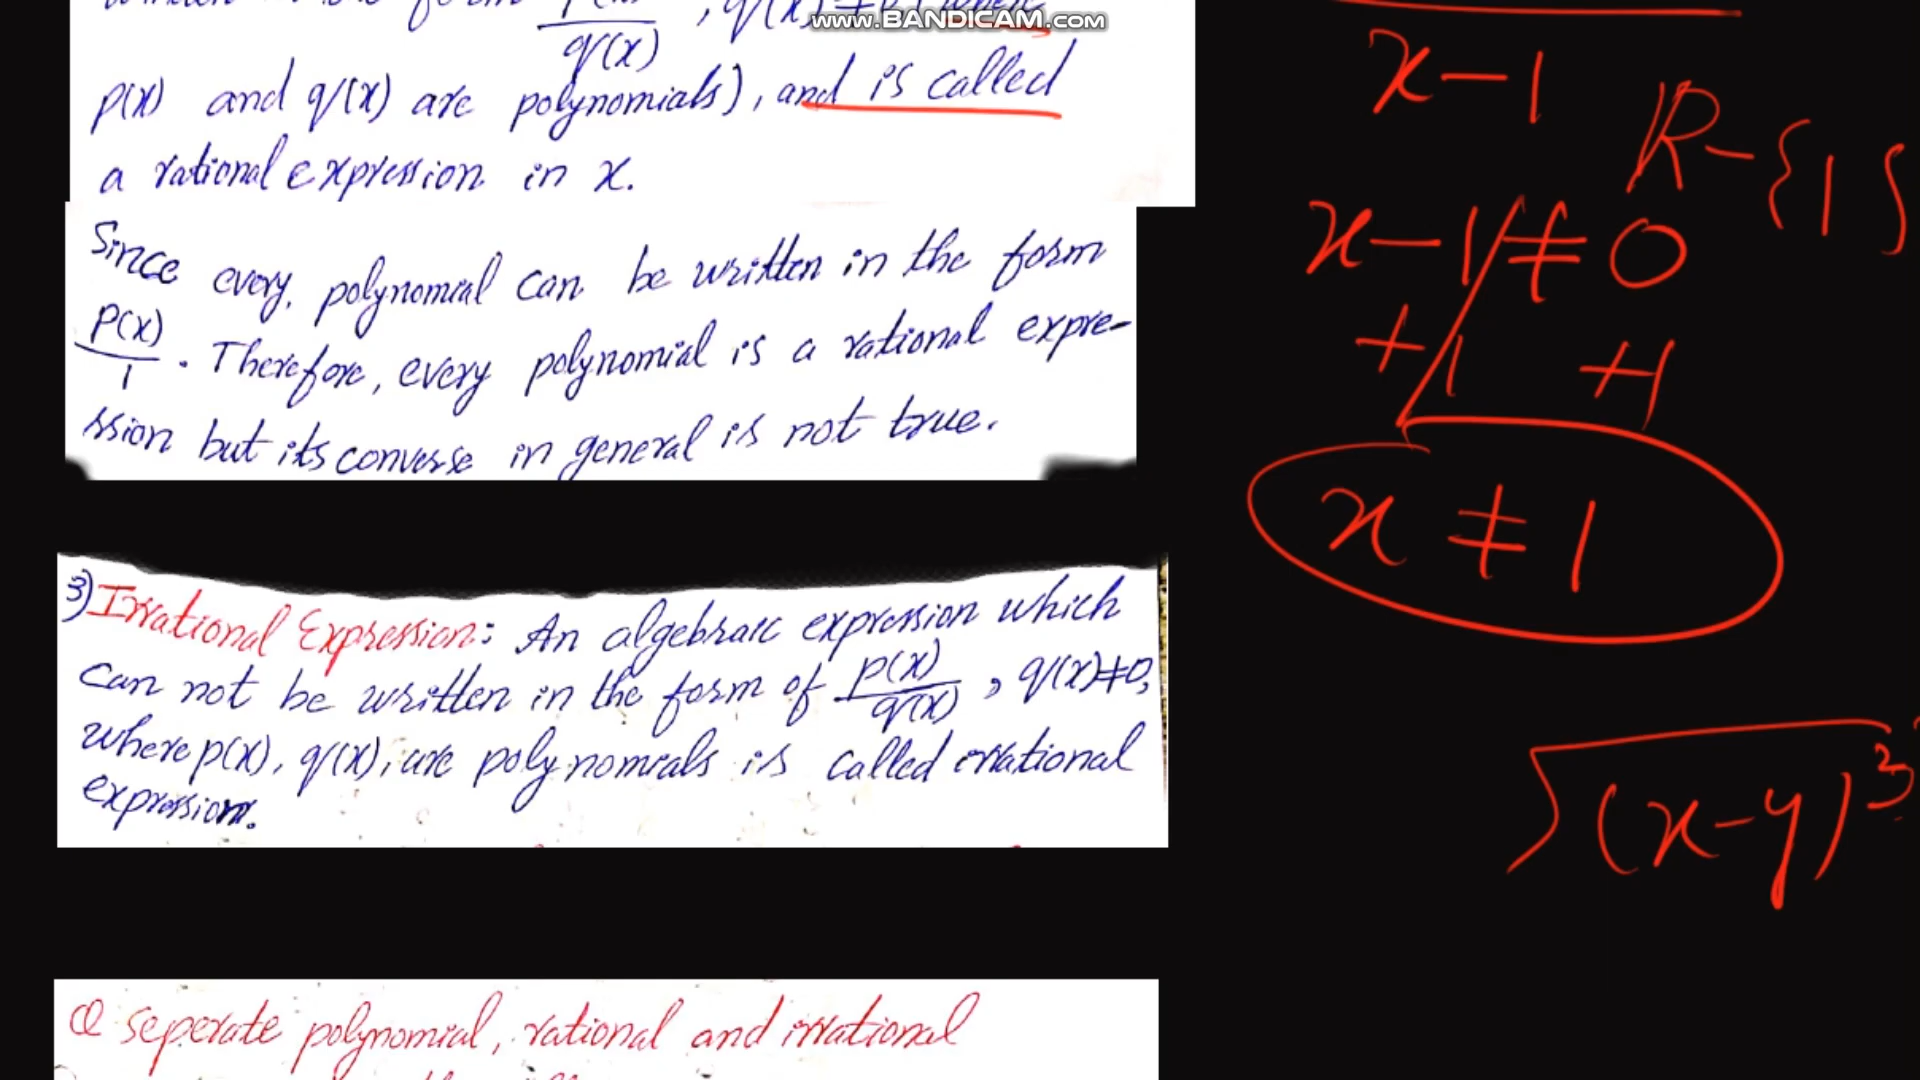 q(x)
www.BANDICAM.com
p(x) and q(x) are polynomials), and is called
a rational expression in x.
Since every, polynomial can be written in the form
P(x)/1 . Therefore, every polynomial is a rational expre-
ssion but its converse in general is not true.
3) Irrational Expression: An algebraic expression which
can not be written in the form of p(x)/q(x) , q(x)≠0,
where p(x), q(x), are polynomials is called irrational
expression.
Q seperate polynomial, rational and irrational
x-1
R-{1}
x-1≠0
+1 +1
x≠1
√(x-y)³